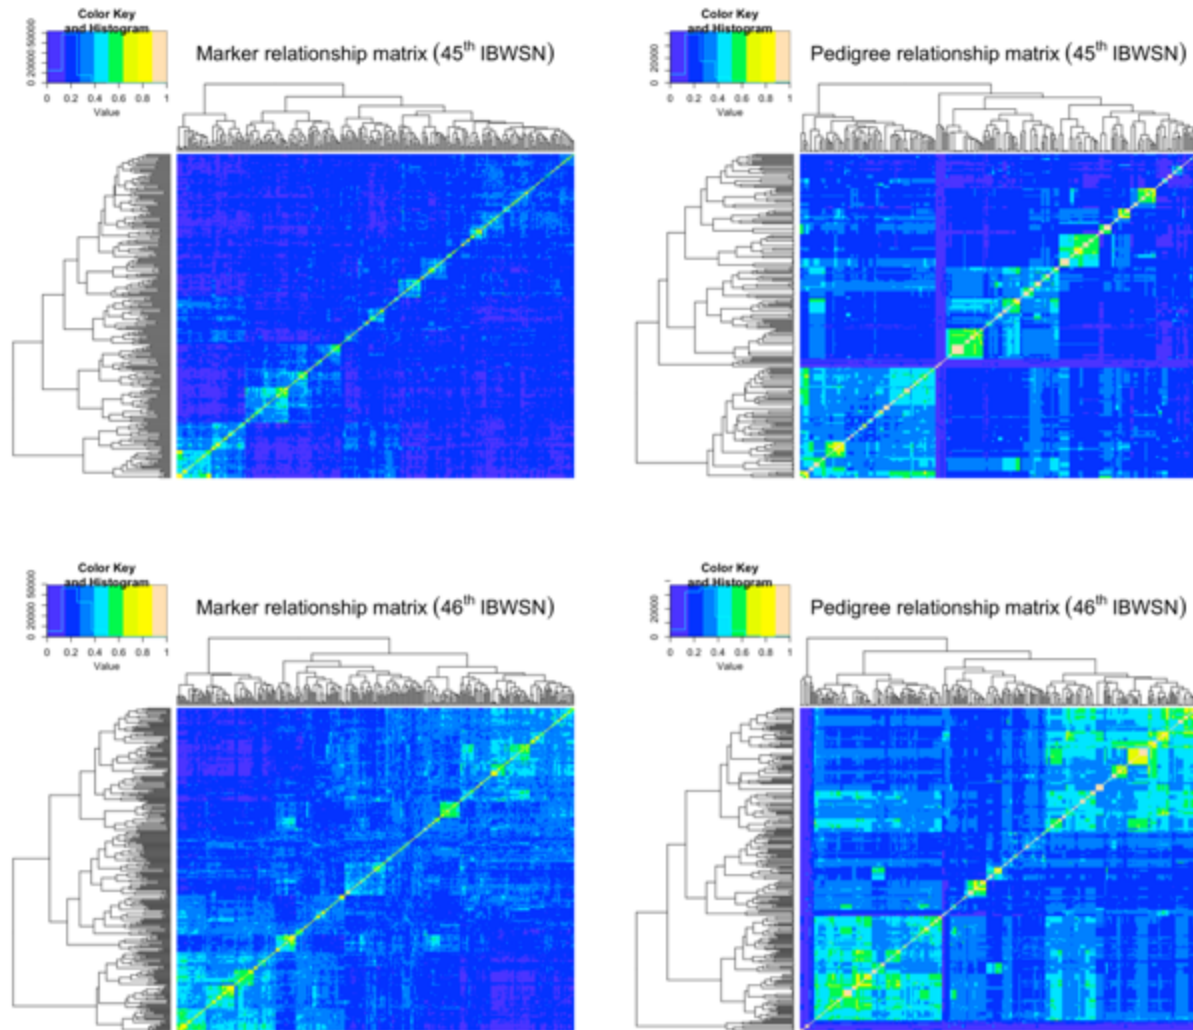 Color Key
and Histogram
0 20000 50000
0 0.2 0.4 0.6 0.8 1
Value
Marker relationship matrix (45th IBWSN)
Color Key
and Histogram
0 20000
0 0.2 0.4 0.6 0.8 1
Value
Pedigree relationship matrix (45th IBWSN)
Color Key
and Histogram
0 20000 50000
0 0.2 0.4 0.6 0.8 1
Value
Marker relationship matrix (46th IBWSN)
Color Key
and Histogram
0 20000
0 0.2 0.4 0.6 0.8 1
Value
Pedigree relationship matrix (46th IBWSN)